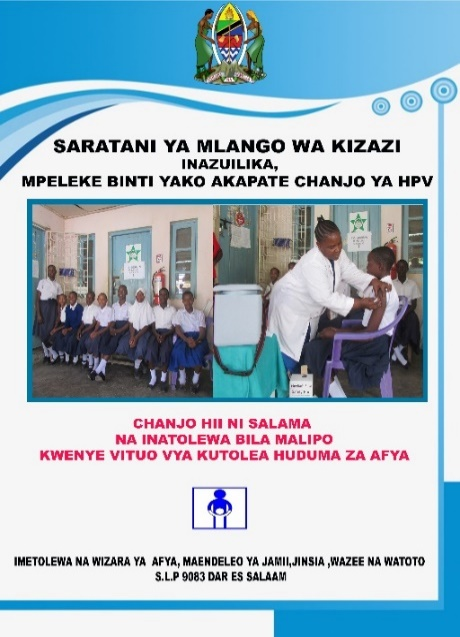 SARATANI YA MLANGO WA KIZAZI
INAZUILIKA,
MPELEKE BINTI YAKO AKAPATE CHANJO YA HPV
CHANJO HII NI SALAMA
NA INATOLEWA BILA MALIPO
KWENYE VITUO VYA KUTOLEA HUDUMA ZA AFYA
IMETOLEWA NA WIZARA YA AFYA, MAENDELEO YA JAMII,JINSIA ,WAZEE NA WATOTO
S.L.P 9083 DAR ES SALAAM